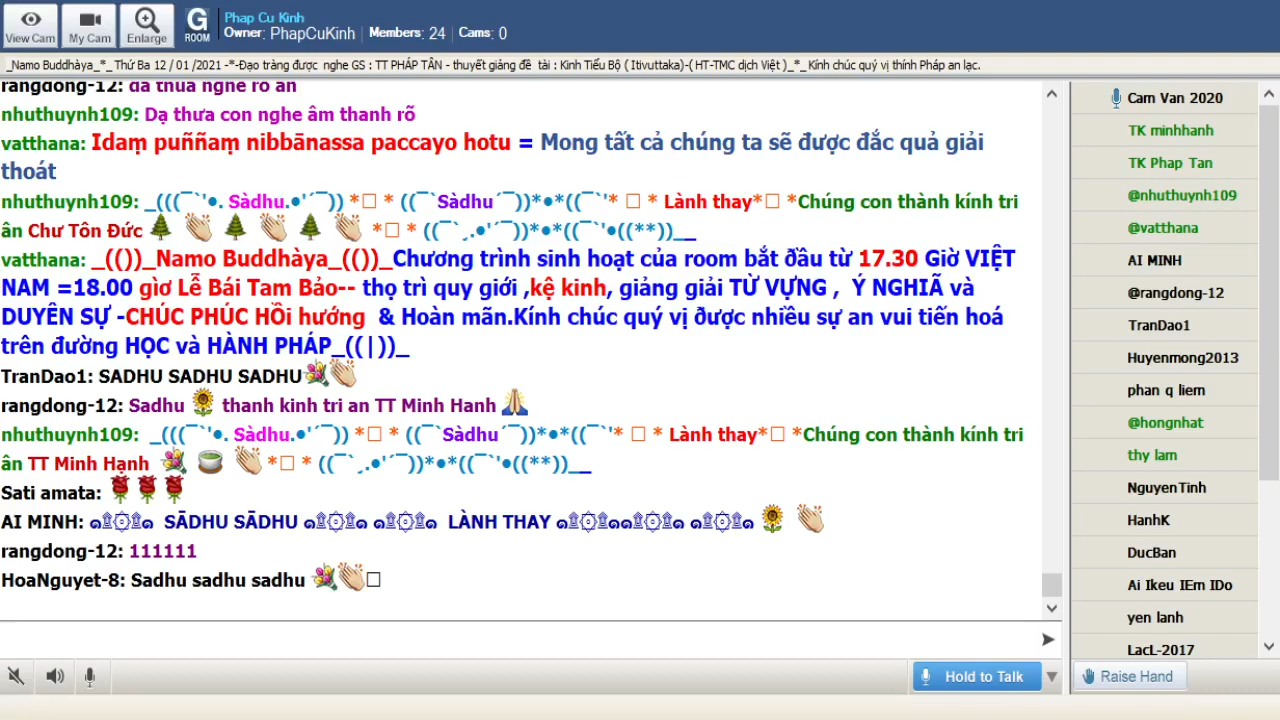 View Cam
My Cam
Enlarge
G ROOM
Phap Cu Kinh
Owner: PhapCuKinh | Members: 24 | Cams: 0
_Namo Buddhàya_*_ Thứ Ba 12 / 01 /2021 -*-Đạo tràng được nghe GS : TT PHÁP TÂN - thuyết giảng đề tài : Kinh Tiểu Bộ ( Itivuttaka)-( HT-TMC dịch Việt )_*_ Kính chúc quý vị thính Pháp an lạc.
rangdong-12: da thua nghe ro an
nhuthuynh109: Dạ thưa con nghe âm thanh rõ
vatthana: Idaṃ puññaṃ nibbānassa paccayo hotu = Mong tất cả chúng ta sẽ được đắc quả giải
thoát
nhuthuynh109: _(((¯`'•. Sàdhu.•'´¯)) *□ * ((¯`Sàdhu´¯))*•*((¯`'* □ * Lành thay*□ *Chúng con thành kính tri
ân Chư Tôn Đức 🌲 👏 🌲 👏 🌲 👏 *□ * ((¯`¸.•'´¯))*•*((¯`'•((**))__
vatthana: _(())_Namo Buddhàya_(())_Chương trình sinh hoạt của room bắt đầu từ 17.30 Giờ VIỆT
NAM =18.00 giờ Lễ Bái Tam Bảo-- thọ trì quy giới ,kệ kinh, giảng giải TỪ VỰNG , Ý NGHIÃ và
DUYÊN SỰ -CHÚC PHÚC HỒi hướng & Hoàn mãn.Kính chúc quý vị được nhiều sự an vui tiến hoá
trên đường HỌC và HÀNH PHÁP_((|))_
TranDao1: SADHU SADHU SADHU💐👏
rangdong-12: Sadhu 🌻 thanh kinh tri an TT Minh Hanh 🙏
nhuthuynh109: _(((¯`'•. Sàdhu.•'´¯)) *□ * ((¯`Sàdhu´¯))*•*((¯`'* □ * Lành thay*□ *Chúng con thành kính tri
ân TT Minh Hạnh 💐 🍵 👏 *□ * ((¯`¸.•'´¯))*•*((¯`'•((**))__
Sati amata: 🌹🌹🌹
AI MINH: ๑۩۞۩๑ SĀDHU SĀDHU ๑۩۞۩๑ ๑۩۞۩๑ LÀNH THAY ๑۩۞۩๑๑۩۞۩๑ ๑۩۞۩๑ 🌻 👏
rangdong-12: 111111
HoaNguyet-8: Sadhu sadhu sadhu 💐👏□
Cam Van 2020
TK minhhanh
TK Phap Tan
@nhuthuynh109
@vatthana
AI MINH
@rangdong-12
TranDao1
Huyenmong2013
phan q liem
@hongnhat
thy lam
NguyenTinh
HanhK
DucBan
Ai Ikeu IEm IDo
yen lanh
LacL-2017
Hold to Talk
Raise Hand